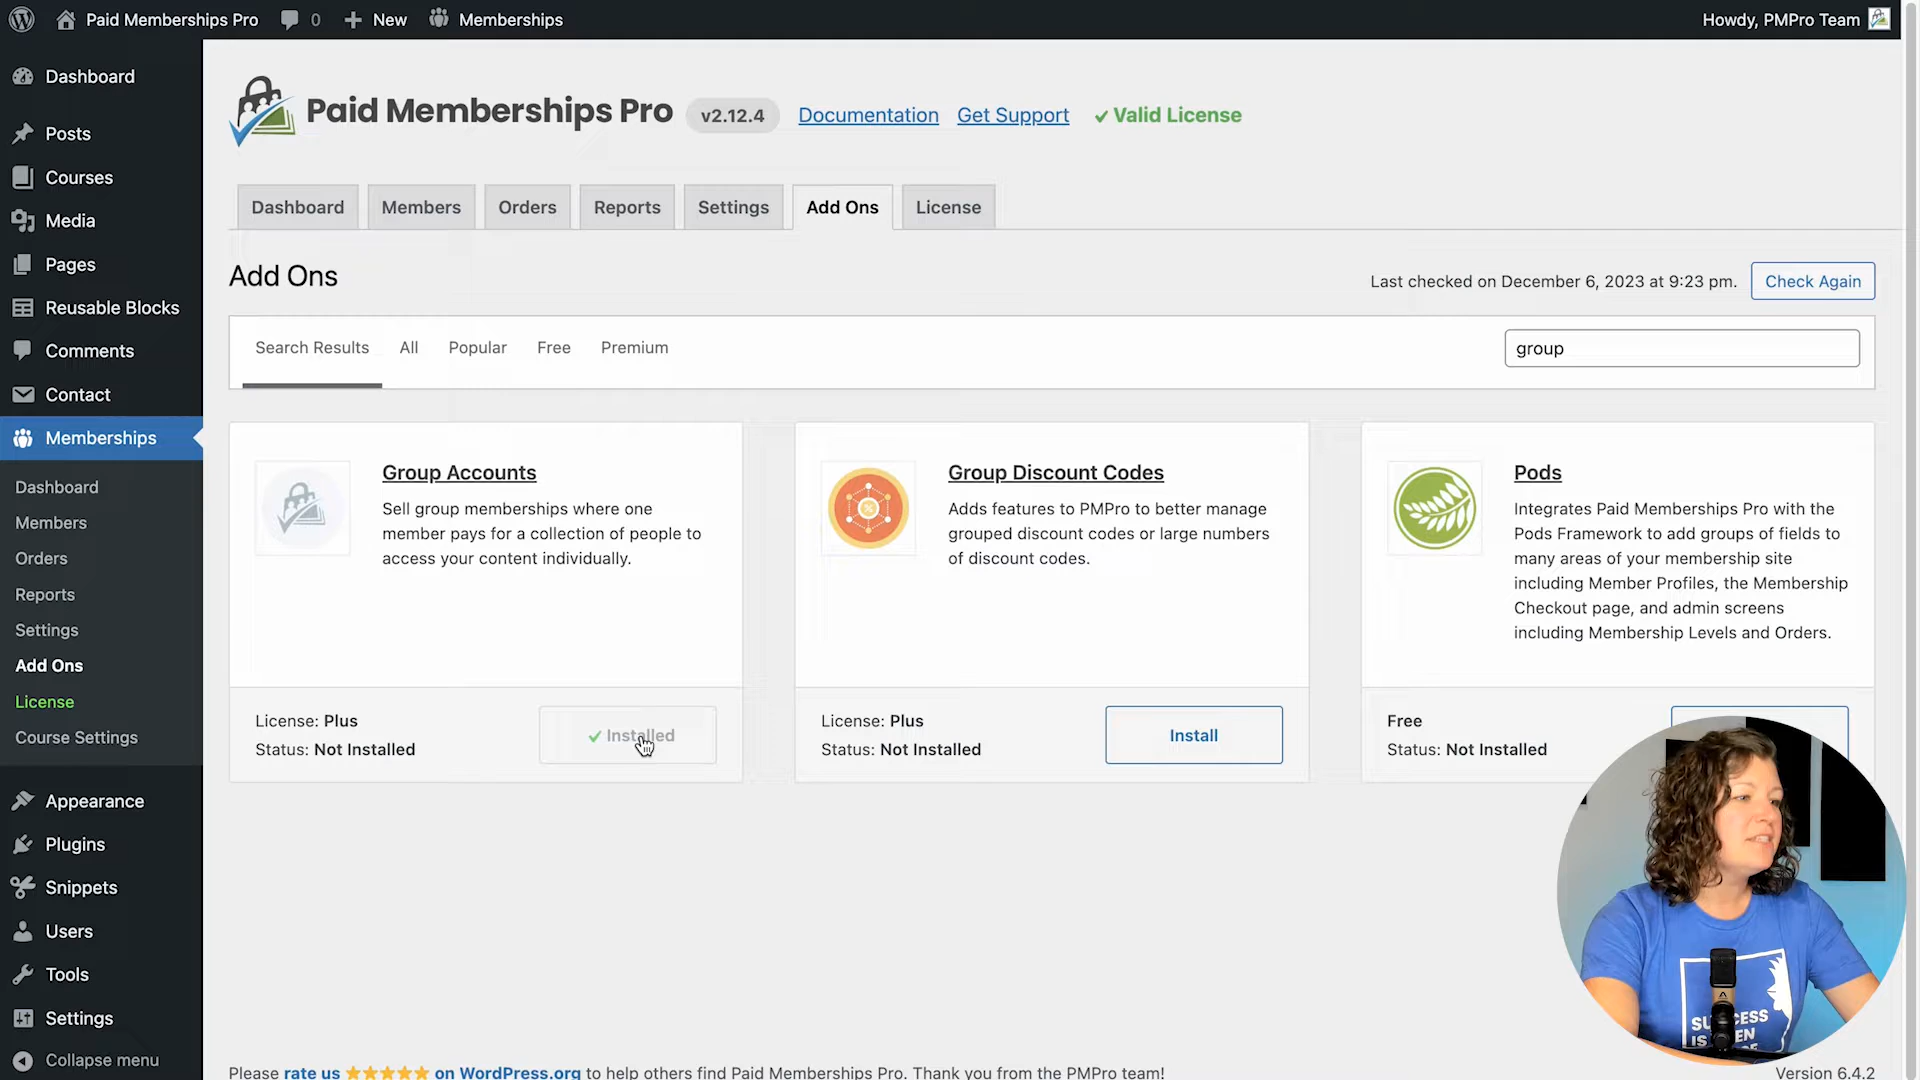 Paid Memberships Pro
0
New
Memberships
Howdy, PMPro Team
Dashboard
Posts
Courses
Media
Pages
Reusable Blocks
Comments
Contact
Memberships
Dashboard
Members
Orders
Reports
Settings
Add Ons
License
Course Settings
Appearance
Plugins
Snippets
Users
Tools
Settings
Collapse menu
Paid Memberships Pro
v2.12.4
Documentation
Get Support
Valid License
Dashboard
Members
Orders
Reports
Settings
Add Ons
License
Add Ons
Last checked on December 6, 2023 at 9:23 pm.
Check Again
Search Results
All
Popular
Free
Premium
group
Group Accounts
Sell group memberships where one
member pays for a collection of people to
access your content individually.
License: Plus
Status: Not Installed
Installed
Group Discount Codes
Adds features to PMPro to better manage
grouped discount codes or large numbers
of discount codes.
License: Plus
Status: Not Installed
Install
Pods
Integrates Paid Memberships Pro with the
Pods Framework to add groups of fields to
many areas of your membership site
including Member Profiles, the Membership
Checkout page, and admin screens
including Membership Levels and Orders.
Free
Status: Not Installed
Please rate us ★★★★★ on WordPress.org to help others find Paid Memberships Pro. Thank you from the PMPro team!
Version 6.4.2